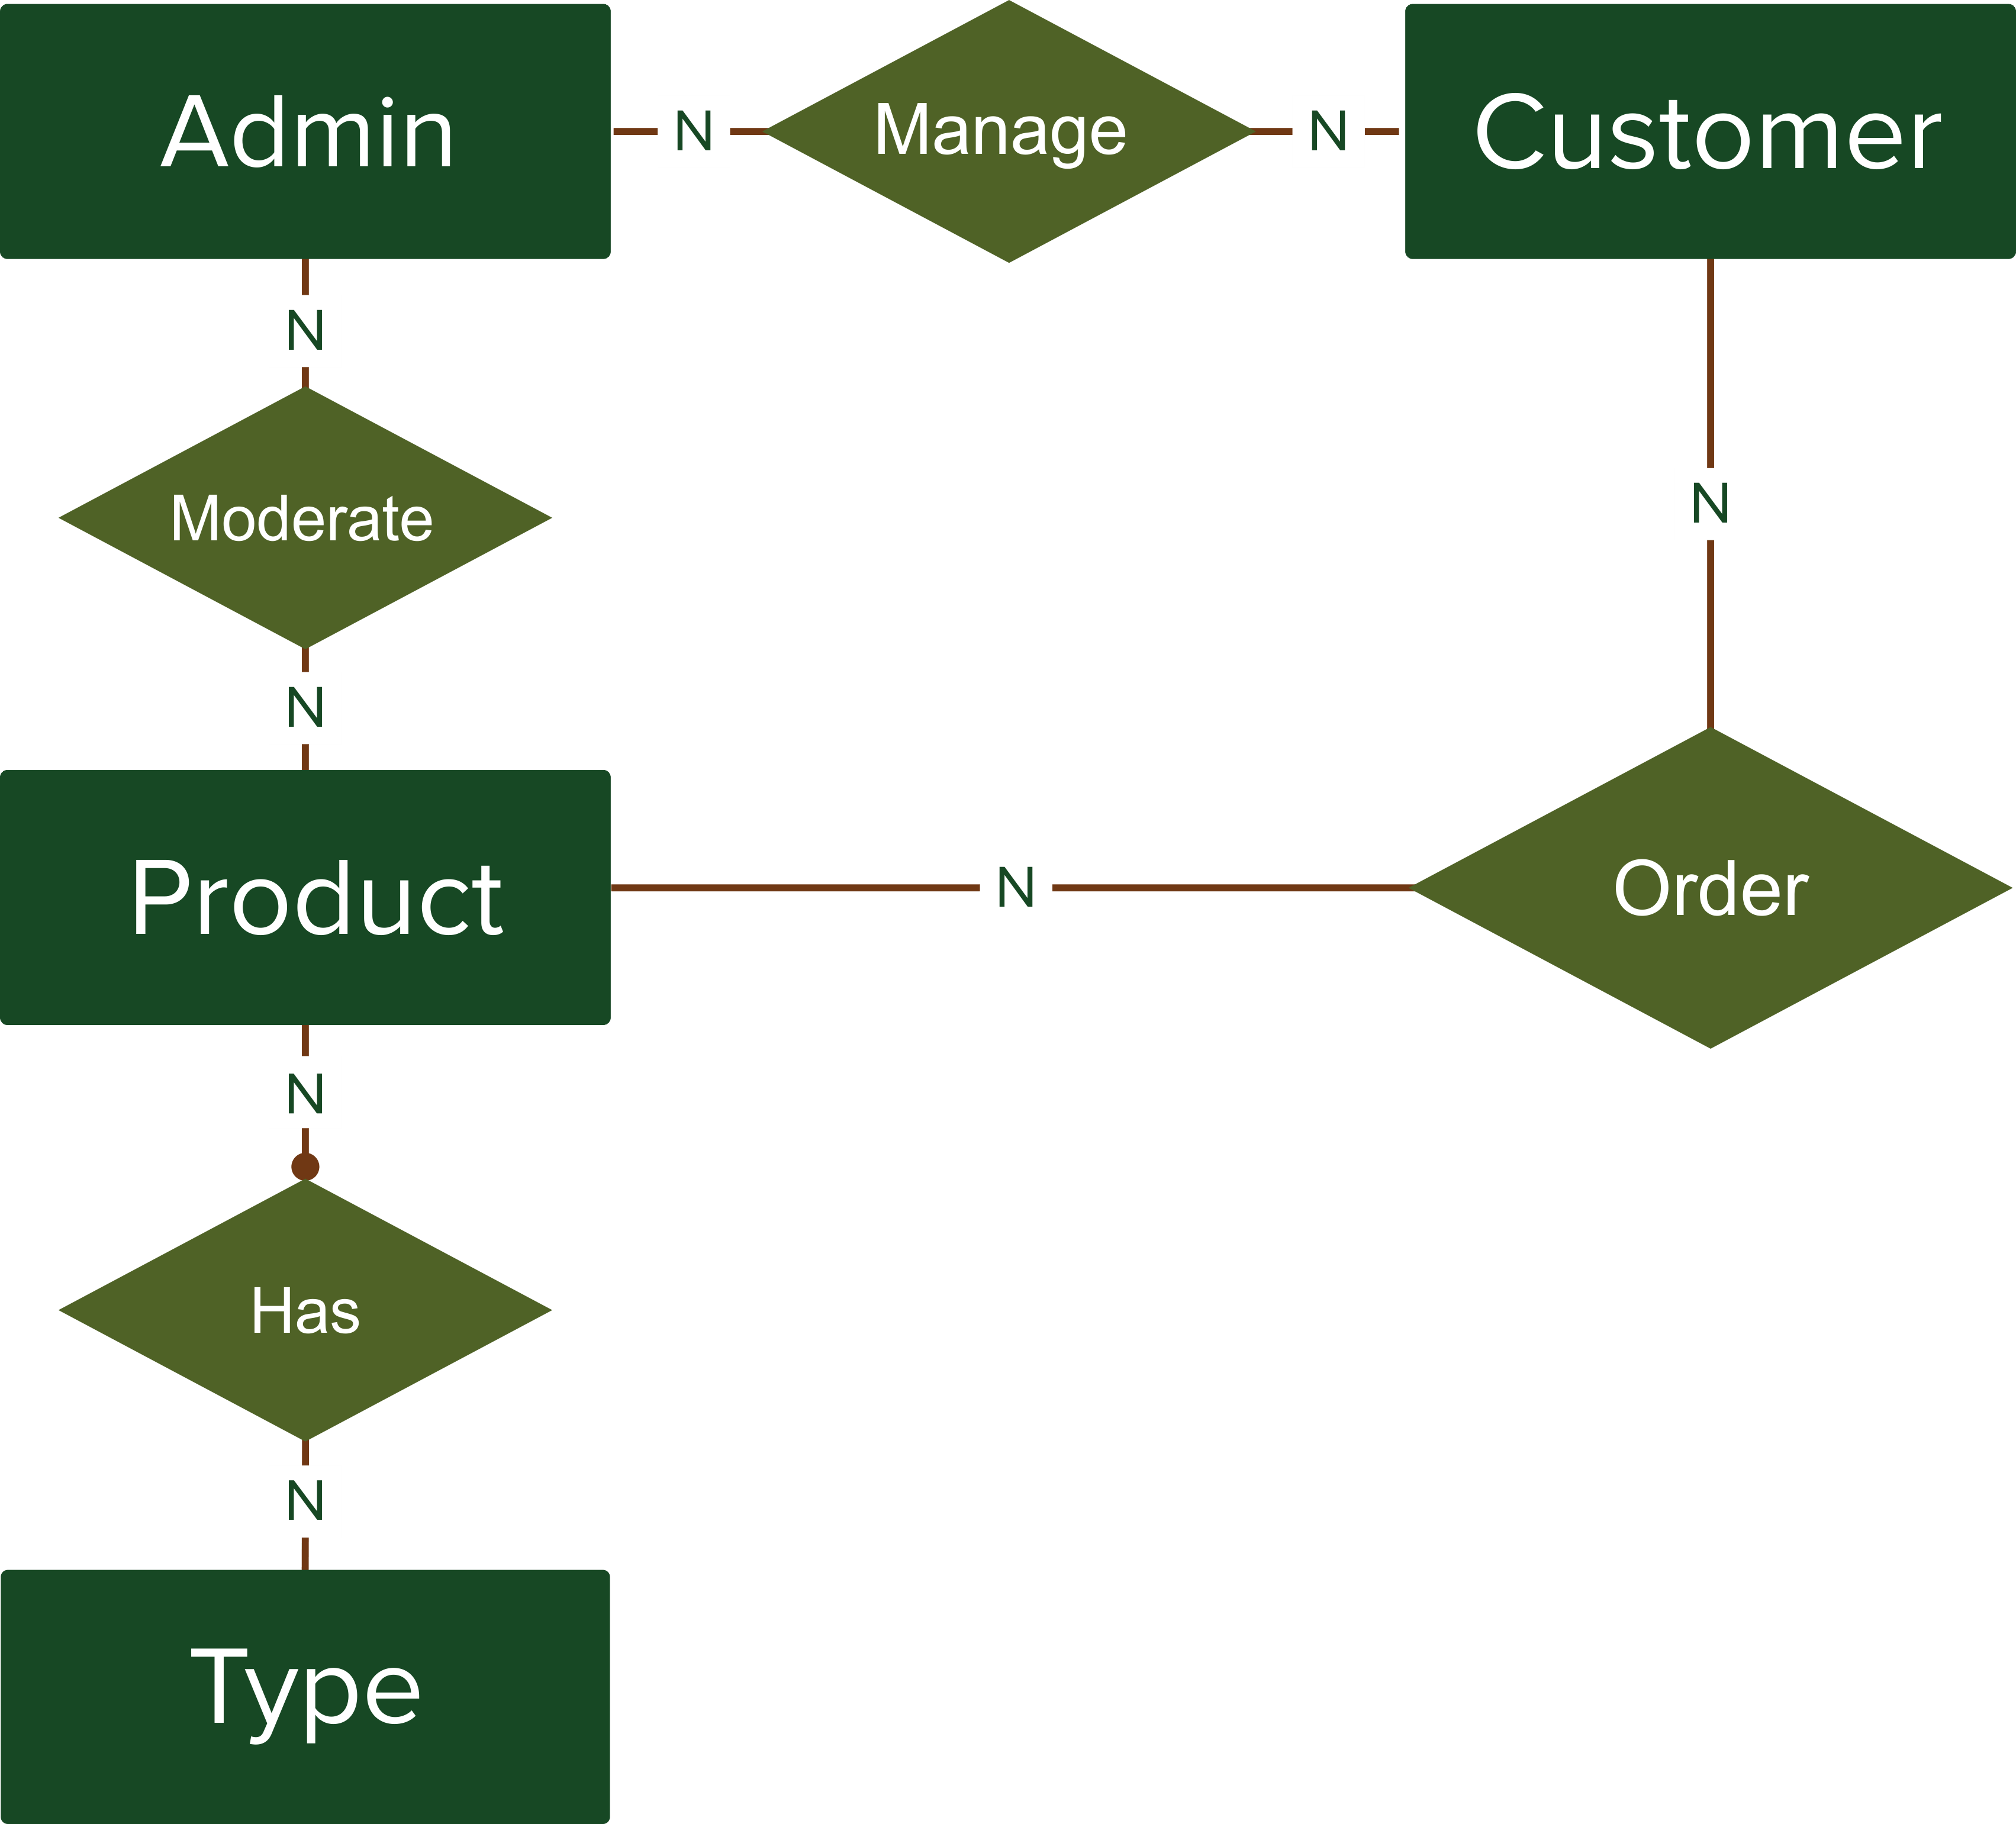 Admin
N
Manage
N
Customer
N
Moderate
N
N
Product
N
Order
N
Has
N
Type